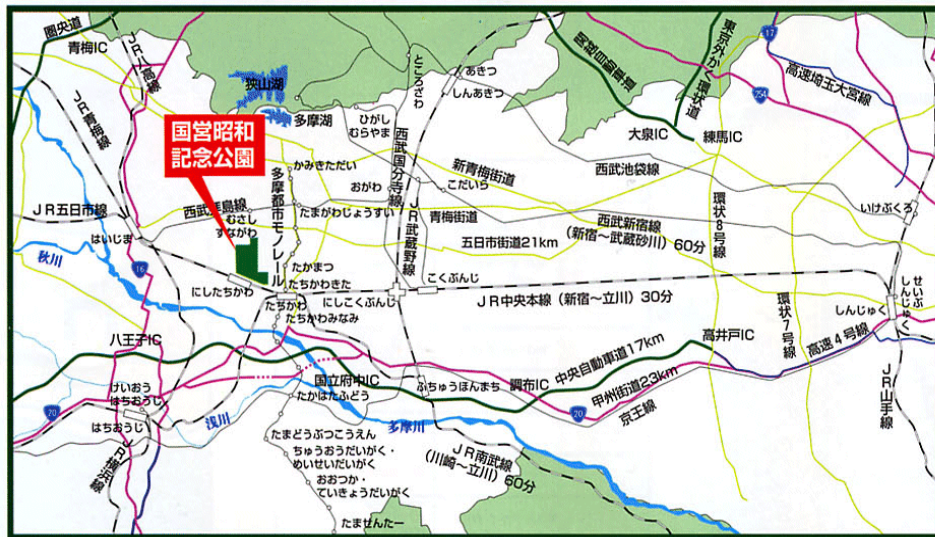 圏央道
青梅IC
JR八高線
JR青梅線
狭山湖
多摩湖
国営昭和
記念公園
ところざわ
あきつ
しんあきつ
ひがし
むらやま
西武国分寺線
関越自動車道
東京外かく環状道
17
254
高速埼玉大宮線
大泉IC
練馬IC
新青梅街道
西武池袋線
かみきただい
おがわ
こだいら
青梅街道
JR五日市線
西武拝島線
むさし
すながわ
たまがわじょうすい
多摩都市モノレール
JR武蔵野線
五日市街道21km
西武新宿線
(新宿〜武蔵砂川) 60分
環状8号線
いけぶくろ
はいじま
秋川
16
にしたちかわ
たかまつ
たちかわきた
たちかわ
たちかわみなみ
にしこくぶんじ
こくぶんじ
JR中央本線(新宿〜立川)30分
せいぶ
しんじゅく
しんじゅく
環状7号線
高速4号線
JR山手線
八王子IC
高井戸IC
中央自動車道17km
甲州街道23km
京王線
国立府中IC
ふちゅうほんまち
調布IC
20
けいおう
はちおうじ
はちおうじ
70
浅川
たかはたふどう
多摩川
JR横浜線
たまどうぶつこうえん
ちゅうおうだいがく・
めいせいだいがく
おおつか・
ていきょうだいがく
たませんたー
JR南武線
(川崎〜立川)60分